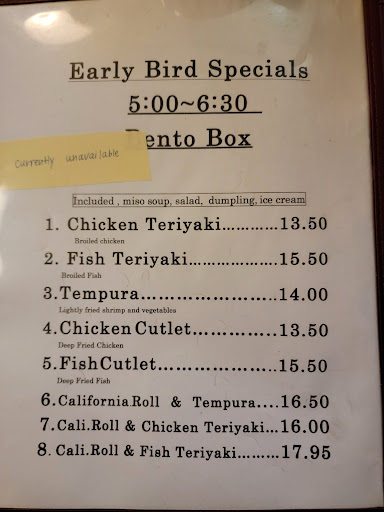 Early Bird Specials
5:00~6:30
Bento Box
currently unavailable
Included , miso soup, salad, dumpling, ice cream
1. Chicken Teriyaki............13.50
Broiled chicken
2. Fish Teriyaki......................15.50
Broiled Fish
3.Tempura.........................14.00
Lightly fried shrimp and vegetables
4.Chicken Cutlet...............13.50
Deep Fried Chicken
5.FishCutlet.....................15.50
Deep Fried Fish
6.California Roll & Tempura....16.50
7.Cali.Roll & Chicken Teriyaki...16.00
8. Cali.Roll & Fish Teriyaki.........17.95